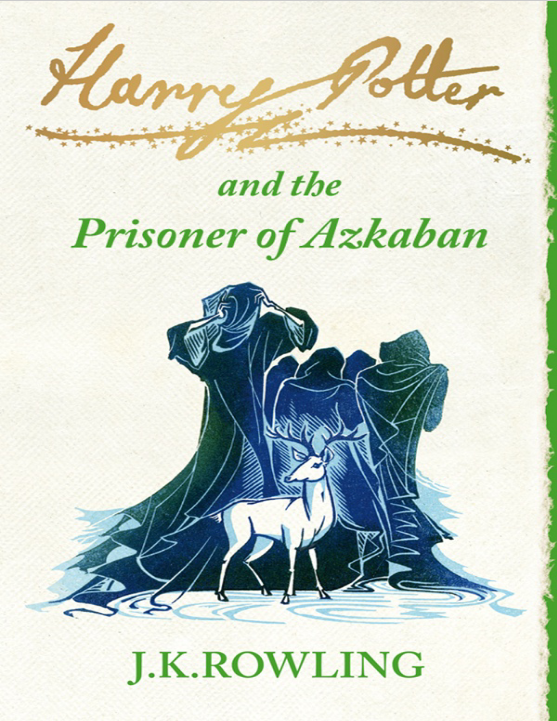 Harry Potter
and the
Prisoner of Azkaban
J.K.ROWLING